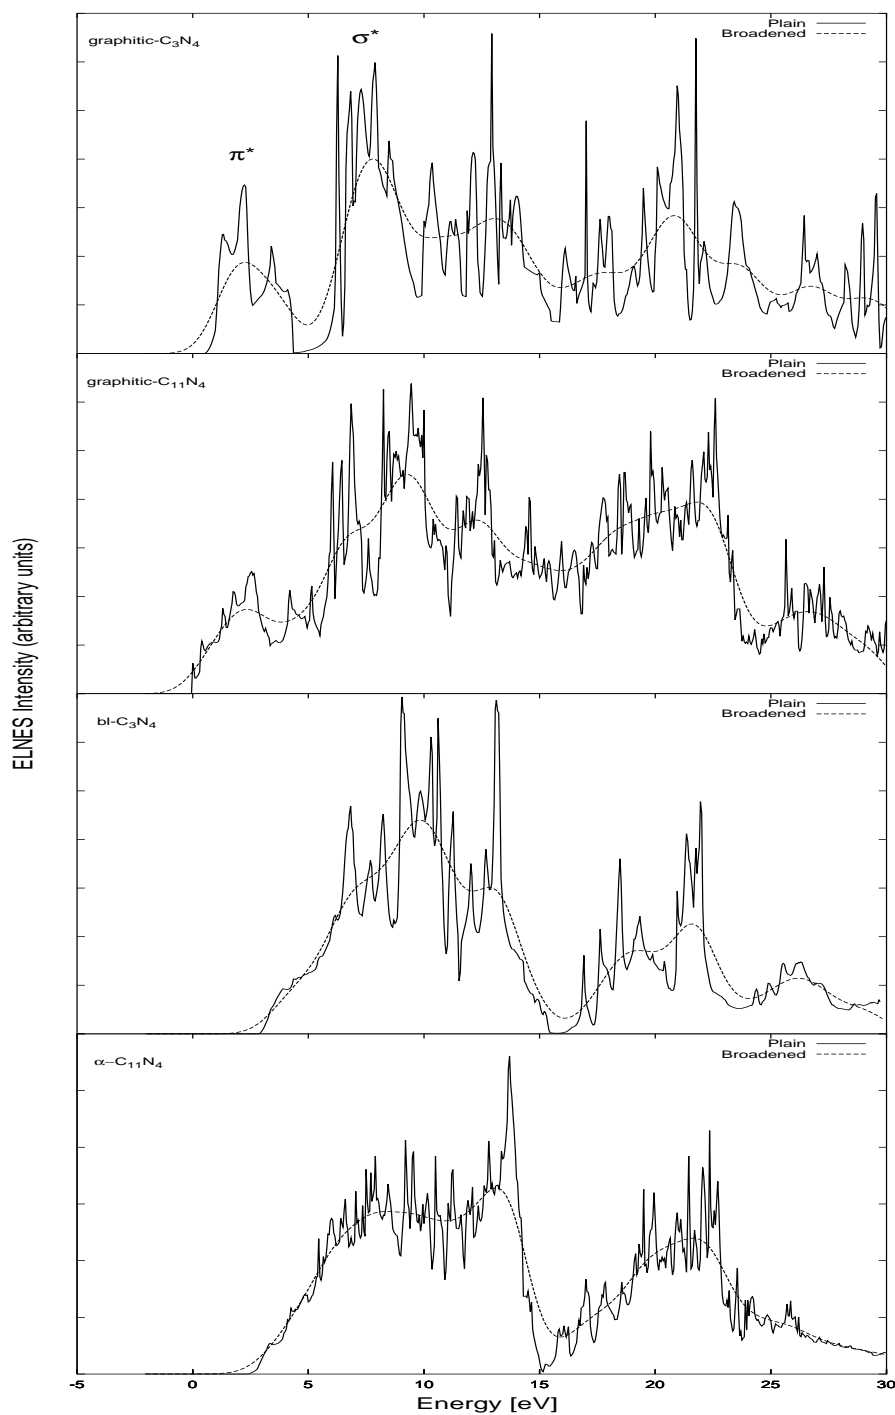 graphitic-C₃N₄
σ*
π*
Plain
Broadened
graphitic-C₁₁N₄
Plain
Broadened
ELNES Intensity (arbitrary units)
bl-C₃N₄
Plain
Broadened
α−C₁₁N₄
Plain
Broadened
-5 0 5 10 15 20 25 30
Energy [eV]